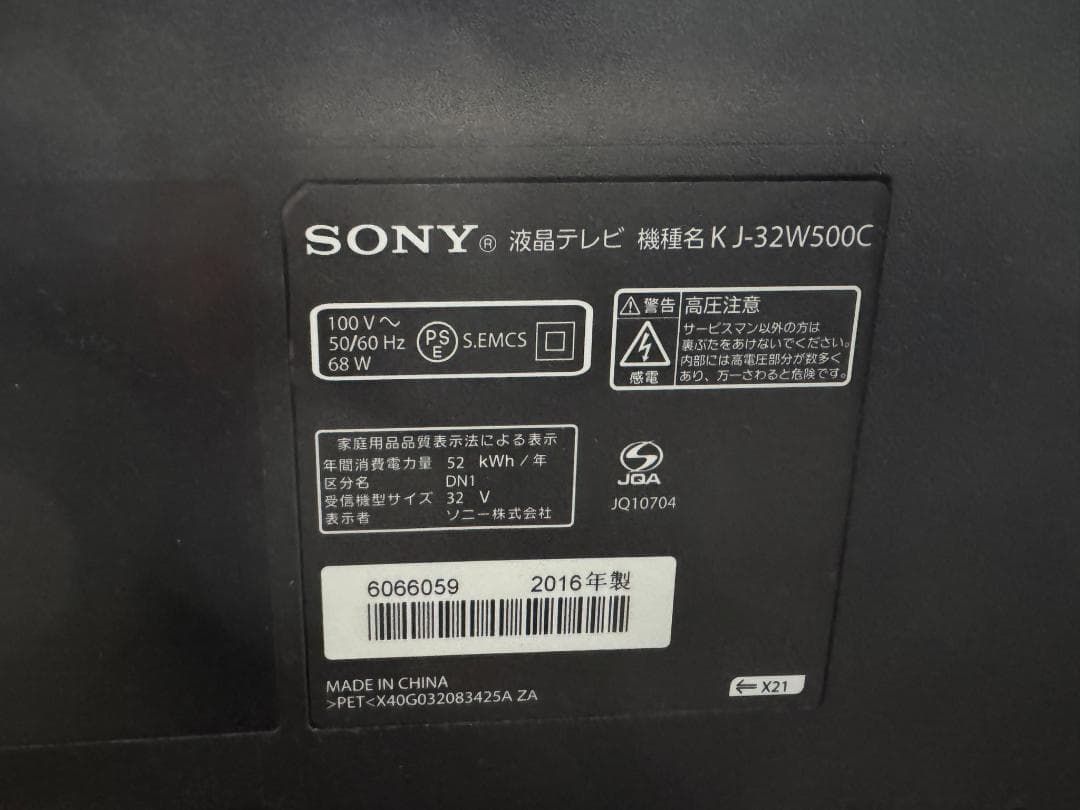 SONY® 液晶テレビ 機種名 KJ-32W500C
100 V～
50/60 Hz
68 W
PS
E
S.EMCS
⚠警告 高圧注意
感電
サービスマン以外の方は
裏ぶたをあけないでください。
内部には高電圧部分が数多く
あり、万一さわると危険です。
家庭用品品質表示法による表示
年間消費電力量 52 kWh/年
区分名 DN1
受信機型サイズ 32 V
表示者 ソニー株式会社
JQA
JQ10704
6066059 2016年製
MADE IN CHINA
>PET<X40G032083425A ZA
⇐ X21